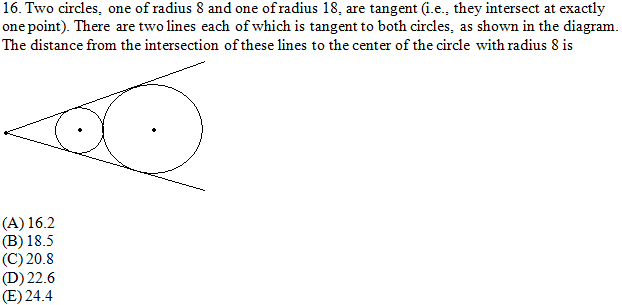 16. Two circles, one of radius 8 and one of radius 18, are tangent (i.e., they intersect at exactly
one point). There are two lines each of which is tangent to both circles, as shown in the diagram.
The distance from the intersection of these lines to the center of the circle with radius 8 is
(A) 16.2
(B) 18.5
(C) 20.8
(D) 22.6
(E) 24.4